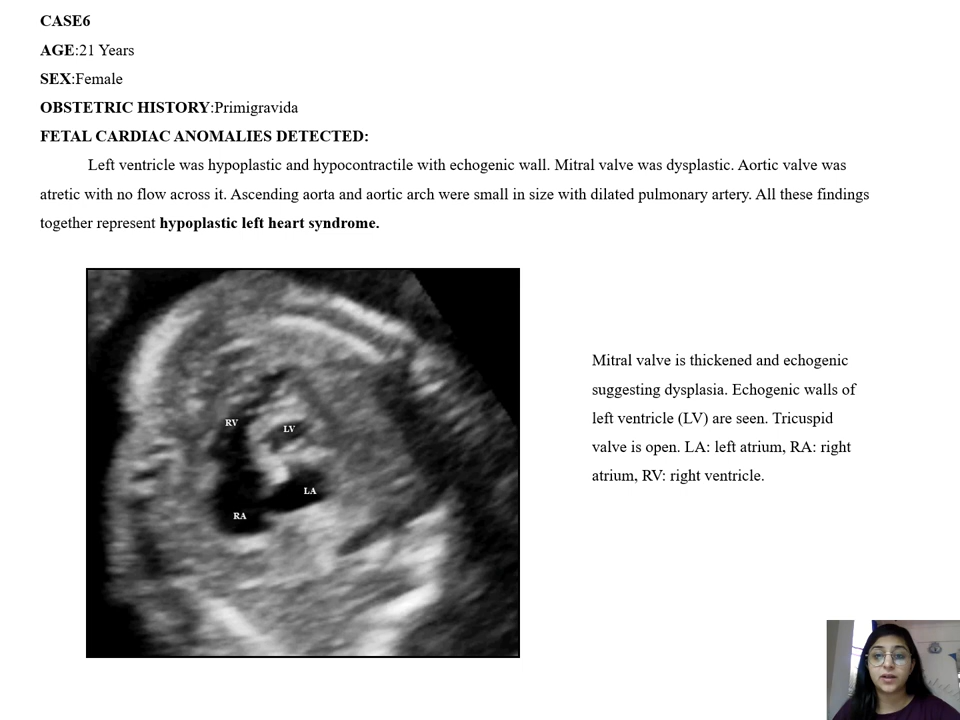 CASE6
AGE:21 Years
SEX:Female
OBSTETRIC HISTORY:Primigravida
FETAL CARDIAC ANOMALIES DETECTED:
Left ventricle was hypoplastic and hypocontractile with echogenic wall. Mitral valve was dysplastic. Aortic valve was
atretic with no flow across it. Ascending aorta and aortic arch were small in size with dilated pulmonary artery. All these findings
together represent hypoplastic left heart syndrome.
RV
LV
LA
RA
Mitral valve is thickened and echogenic
suggesting dysplasia. Echogenic walls of
left ventricle (LV) are seen. Tricuspid
valve is open. LA: left atrium, RA: right
atrium, RV: right ventricle.